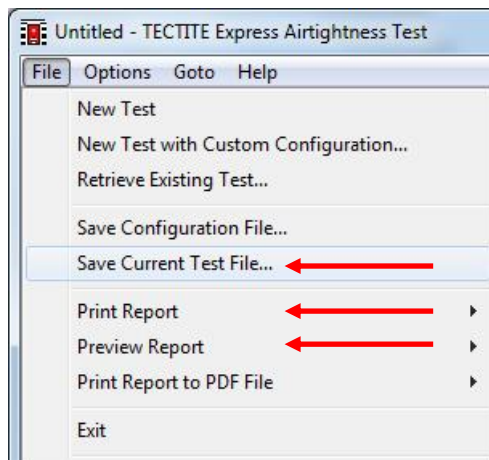 Untitled - TECTITE Express Airtightness Test
File Options Goto Help
New Test
New Test with Custom Configuration...
Retrieve Existing Test...
Save Configuration File...
Save Current Test File...
Print Report
Preview Report
Print Report to PDF File
Exit